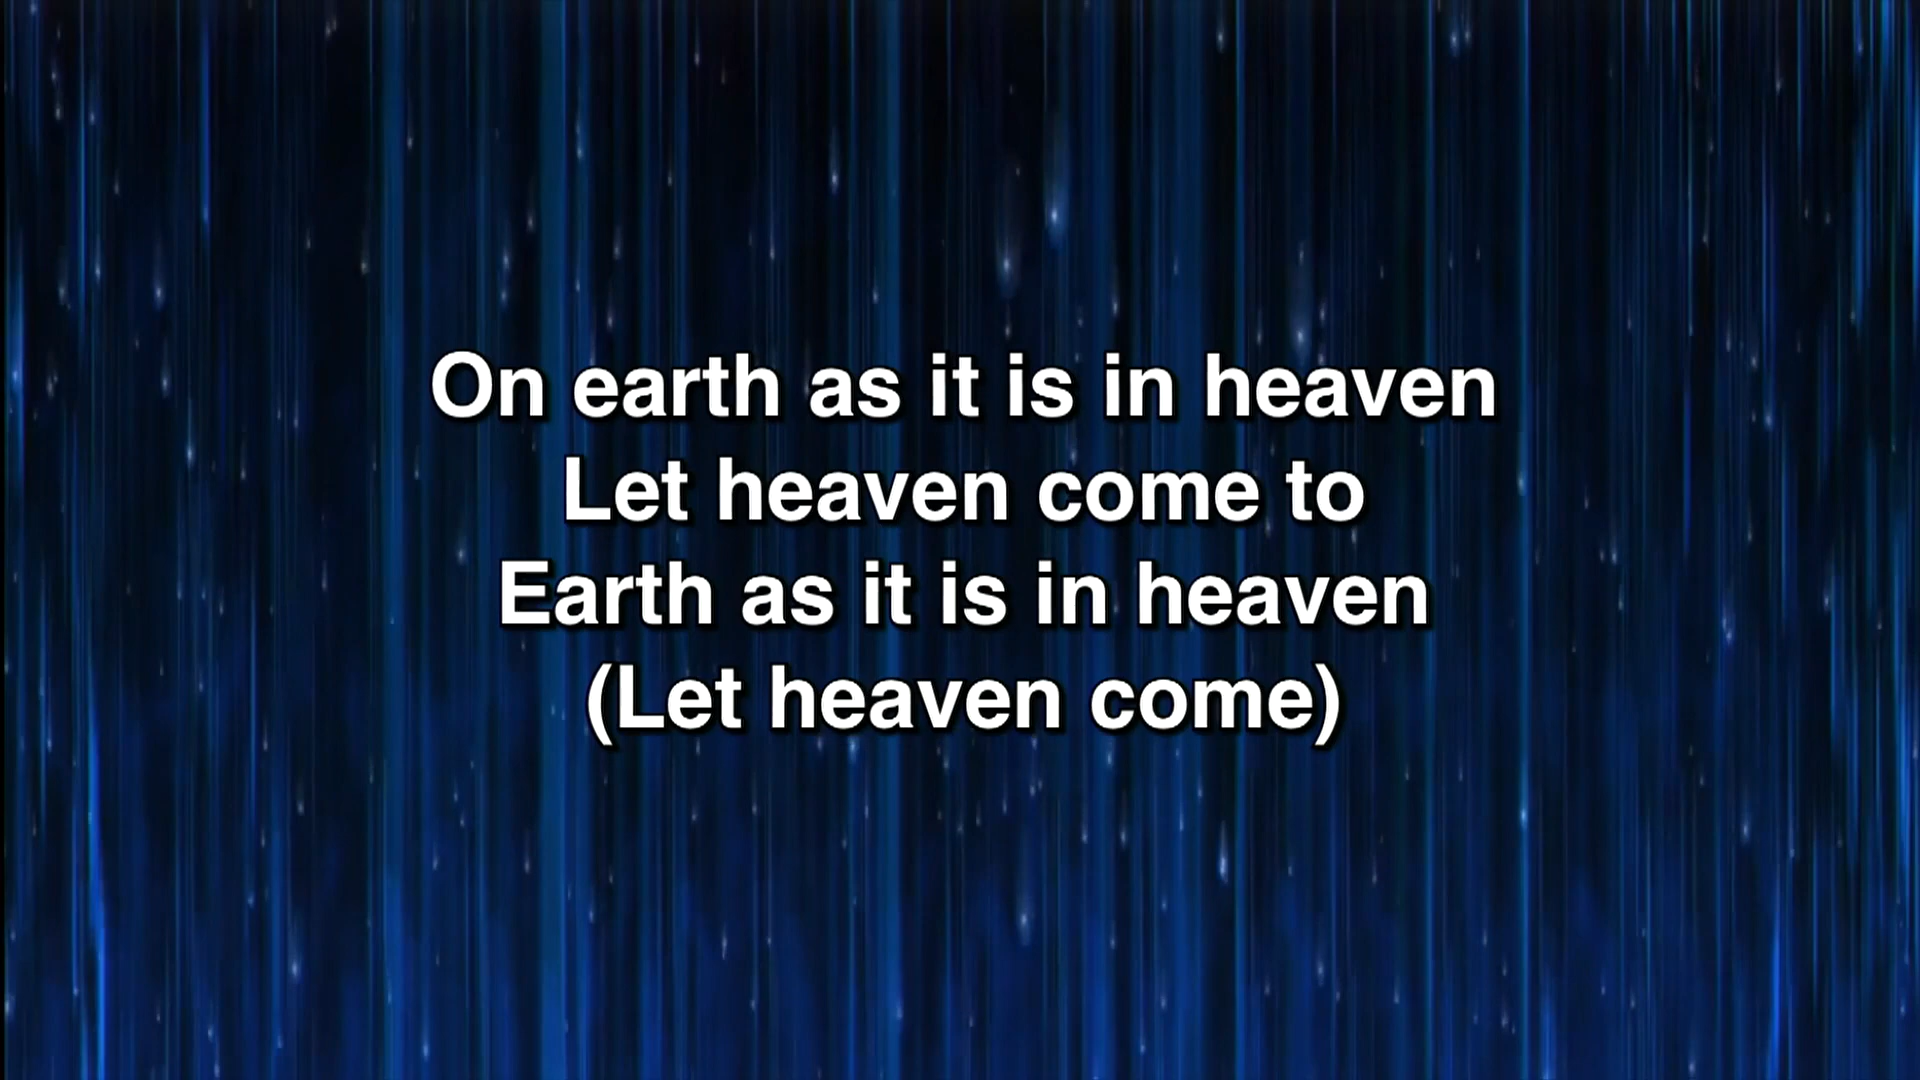 On earth as it is in heaven
Let heaven come to
Earth as it is in heaven
(Let heaven come)